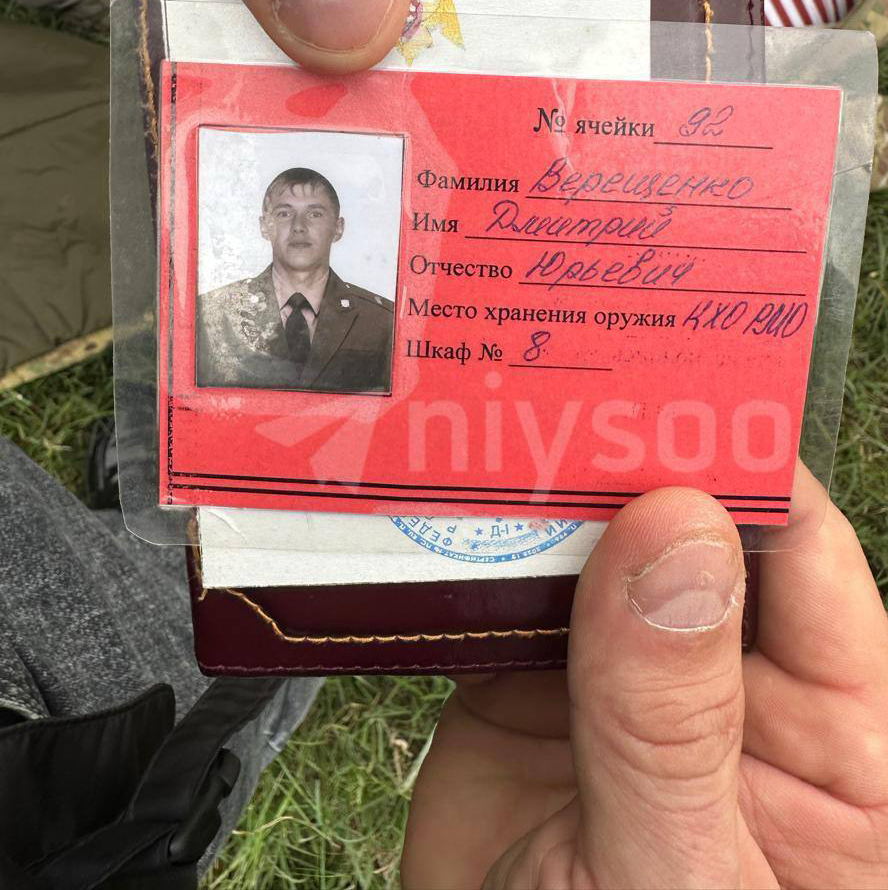 № ячейки 92
Фамилия Верещенко
Имя Дмитрий
Отчество Юрьевич
Место хранения оружия КХО РМО
Шкаф № 8
niysoo
★ Д-I ★